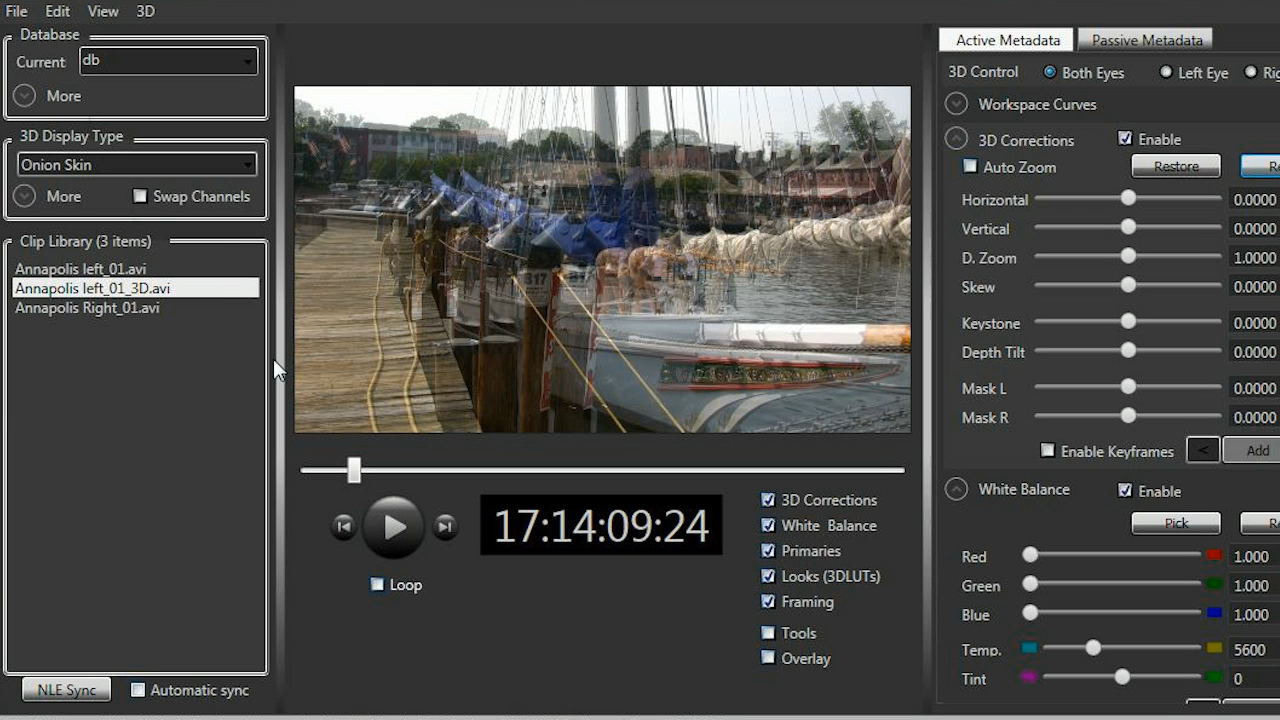 File Edit View 3D
Database
Current db
More
3D Display Type
Onion Skin
More Swap Channels
Clip Library (3 items)
Annapolis left_01.avi
Annapolis left_01_3D.avi
Annapolis Right_01.avi
NLE Sync Automatic sync
17:14:09:24
Loop
3D Corrections
White Balance
Primaries
Looks (3DLUTs)
Framing
Tools
Overlay
Active Metadata Passive Metadata
3D Control Both Eyes Left Eye
Workspace Curves
3D Corrections Enable
Auto Zoom Restore
Horizontal 0.0000
Vertical 0.0000
D. Zoom 1.0000
Skew 0.0000
Keystone 0.0000
Depth Tilt 0.0000
Mask L 0.0000
Mask R 0.0000
Enable Keyframes < Add
White Balance Enable
Pick
Red 1.000
Green 1.000
Blue 1.000
Temp. 5600
Tint 0